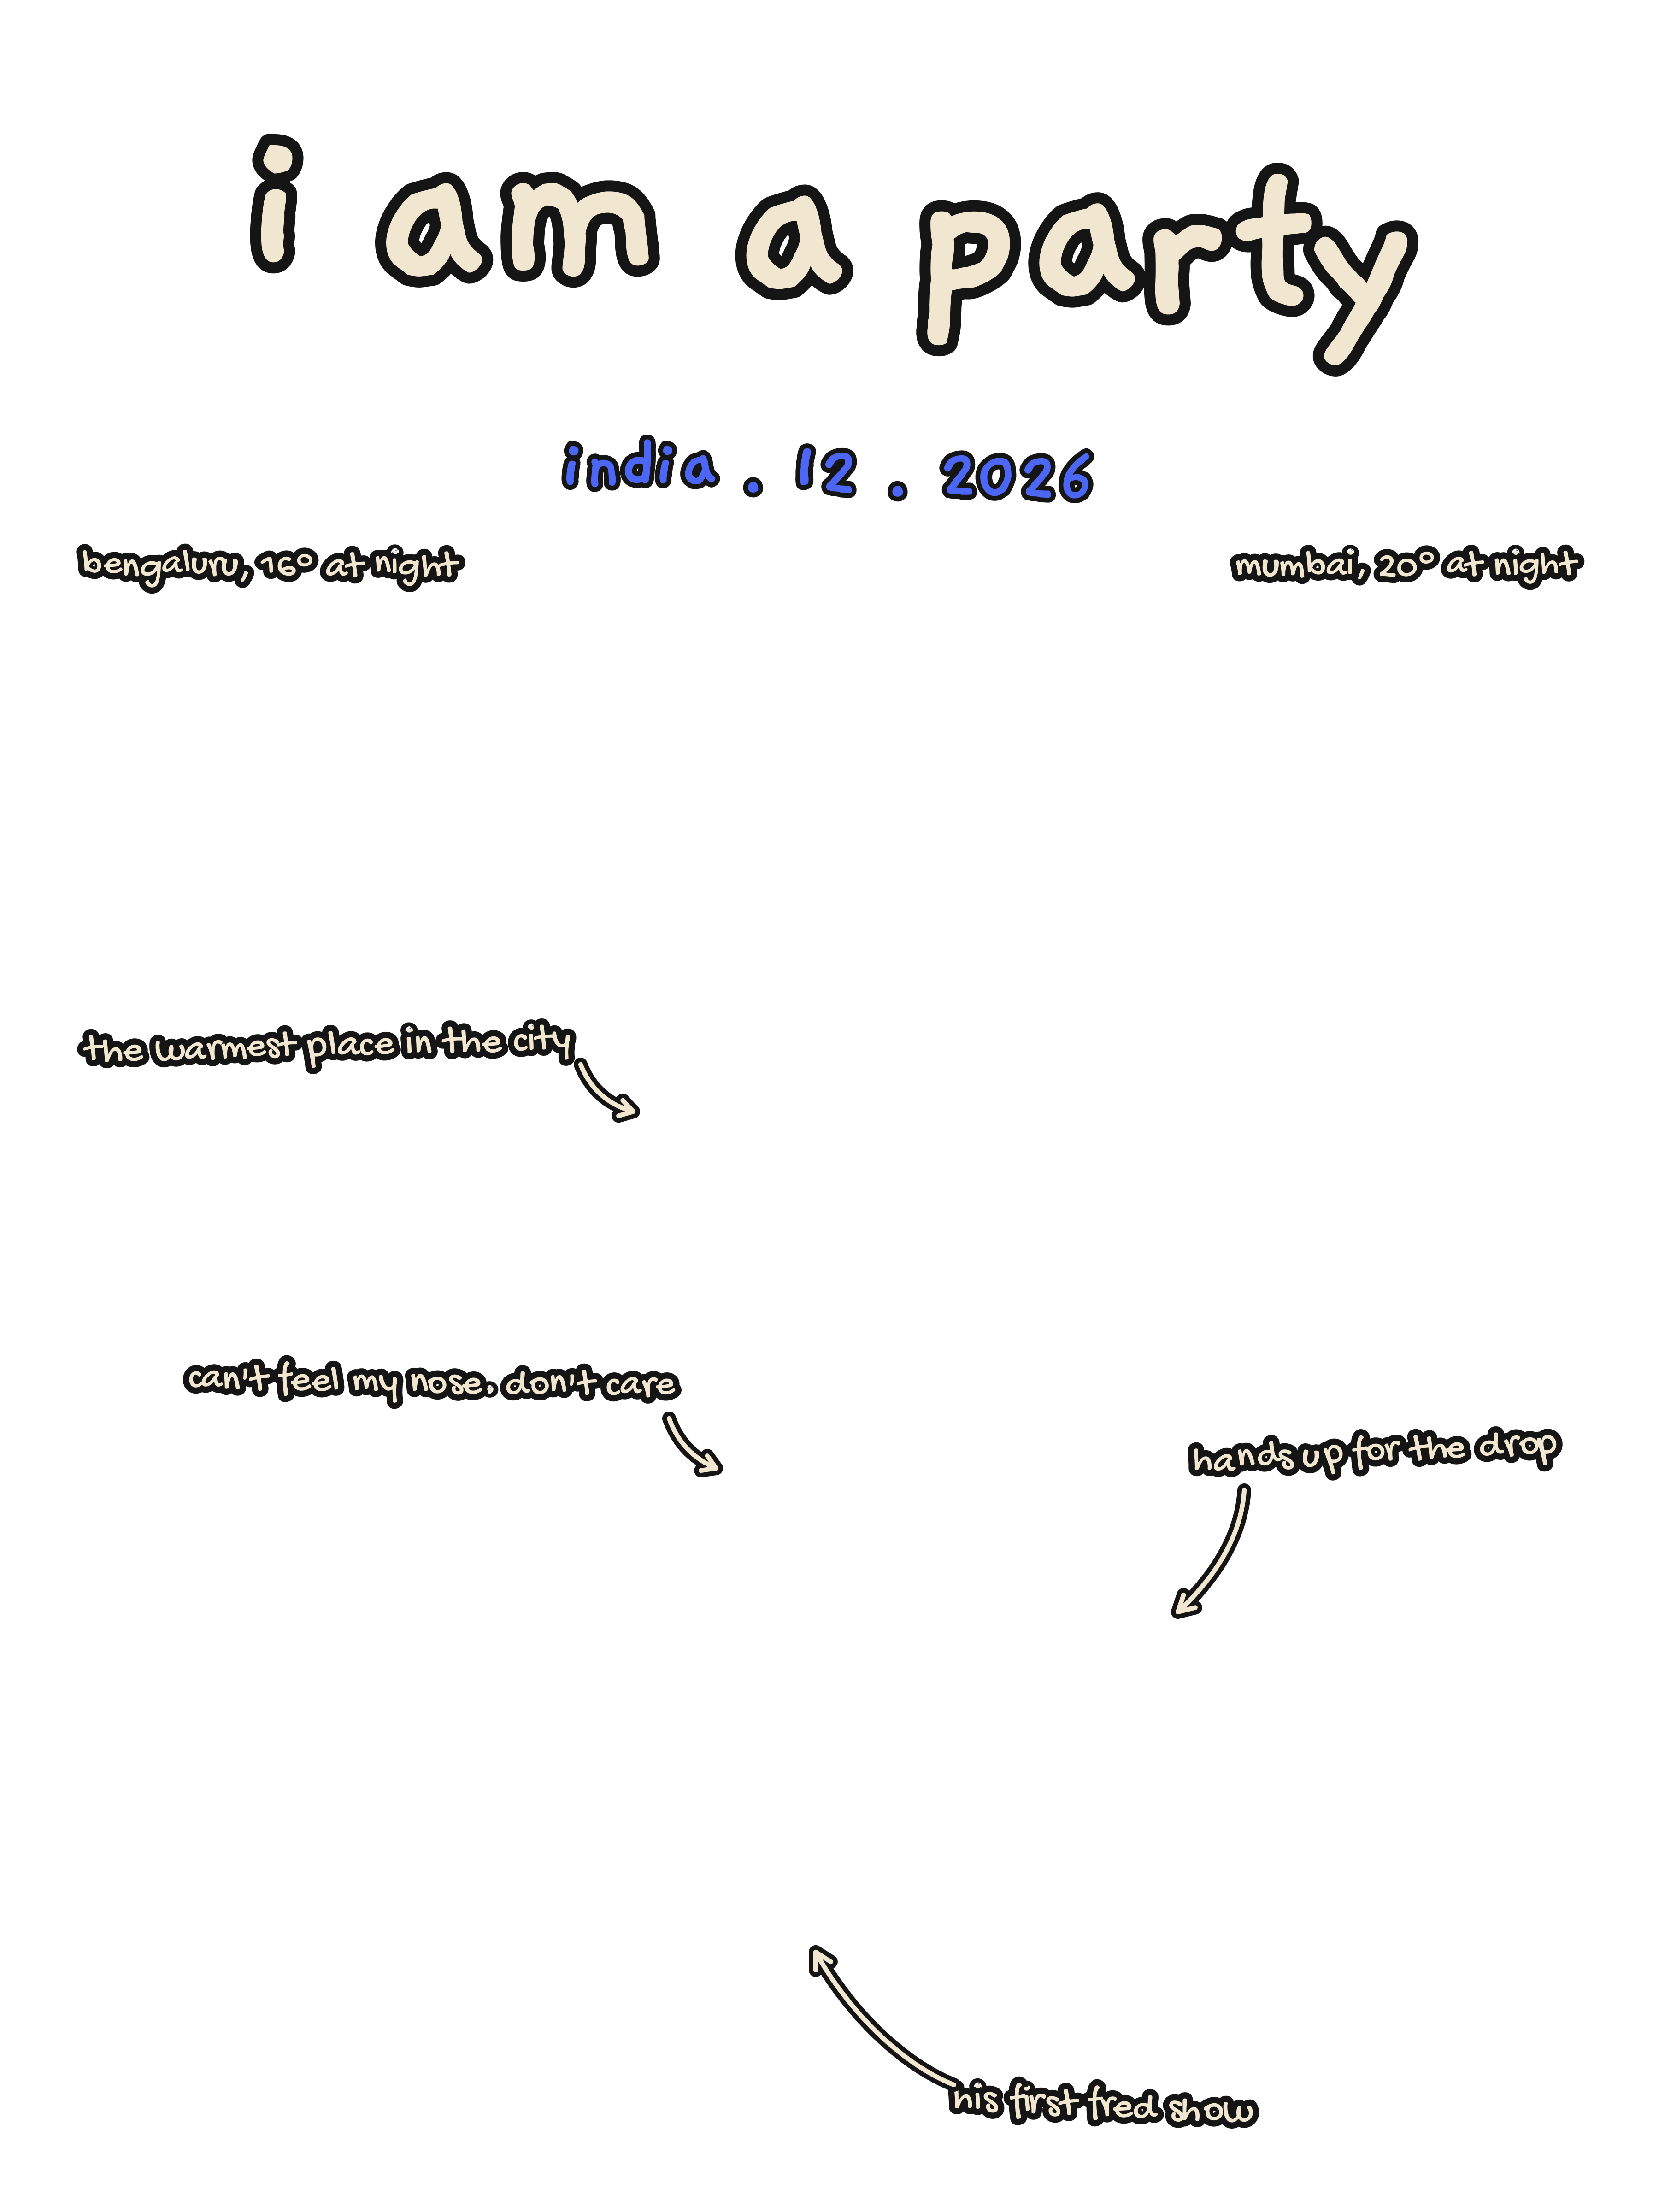 i am a party
india . 12 . 2026
bengaluru, 16° at night
mumbai, 20° at night
the warmest place in the city
can't feel my nose. don't care
hands up for the drop
his first fred show